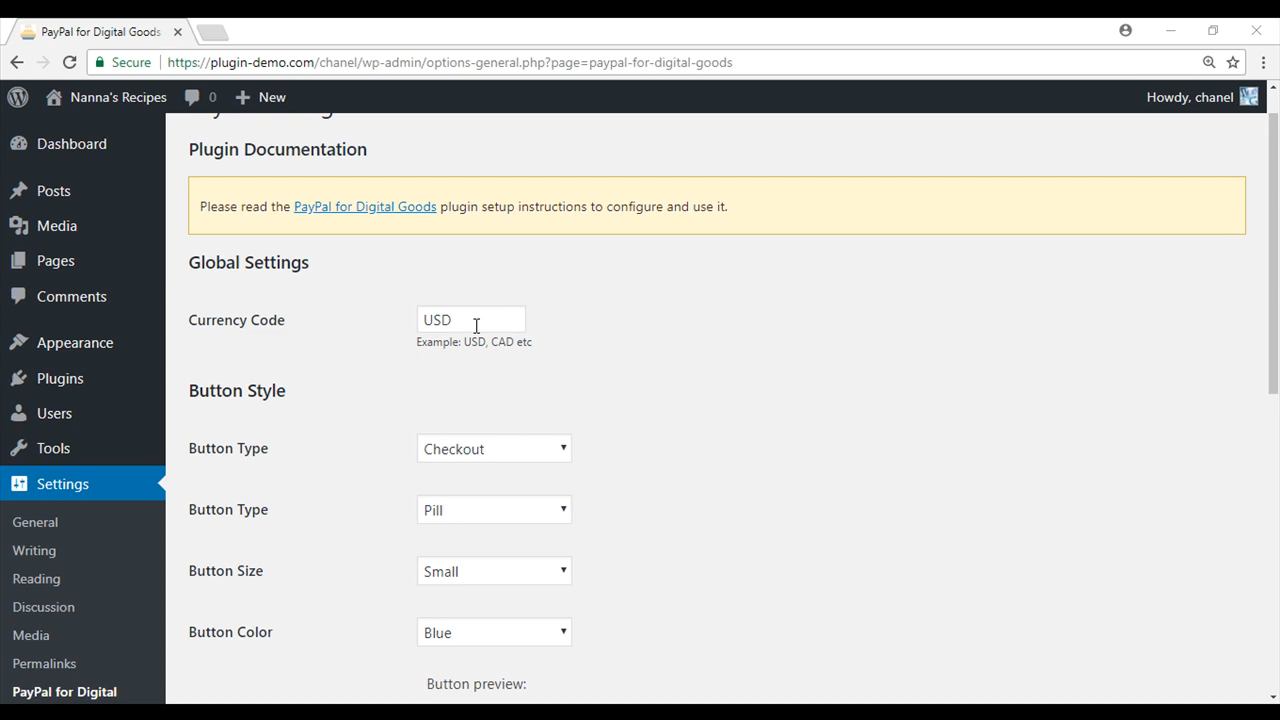 PayPal for Digital Goods
Secure https://plugin-demo.com/chanel/wp-admin/options-general.php?page=paypal-for-digital-goods
Nanna's Recipes 0 New Howdy, chanel
Dashboard
Posts
Media
Pages
Comments
Appearance
Plugins
Users
Tools
Settings
General
Writing
Reading
Discussion
Media
Permalinks
PayPal for Digital
Plugin Documentation
Please read the PayPal for Digital Goods plugin setup instructions to configure and use it.
Global Settings
Currency Code USD
Example: USD, CAD etc
Button Style
Button Type Checkout
Button Type Pill
Button Size Small
Button Color Blue
Button preview: